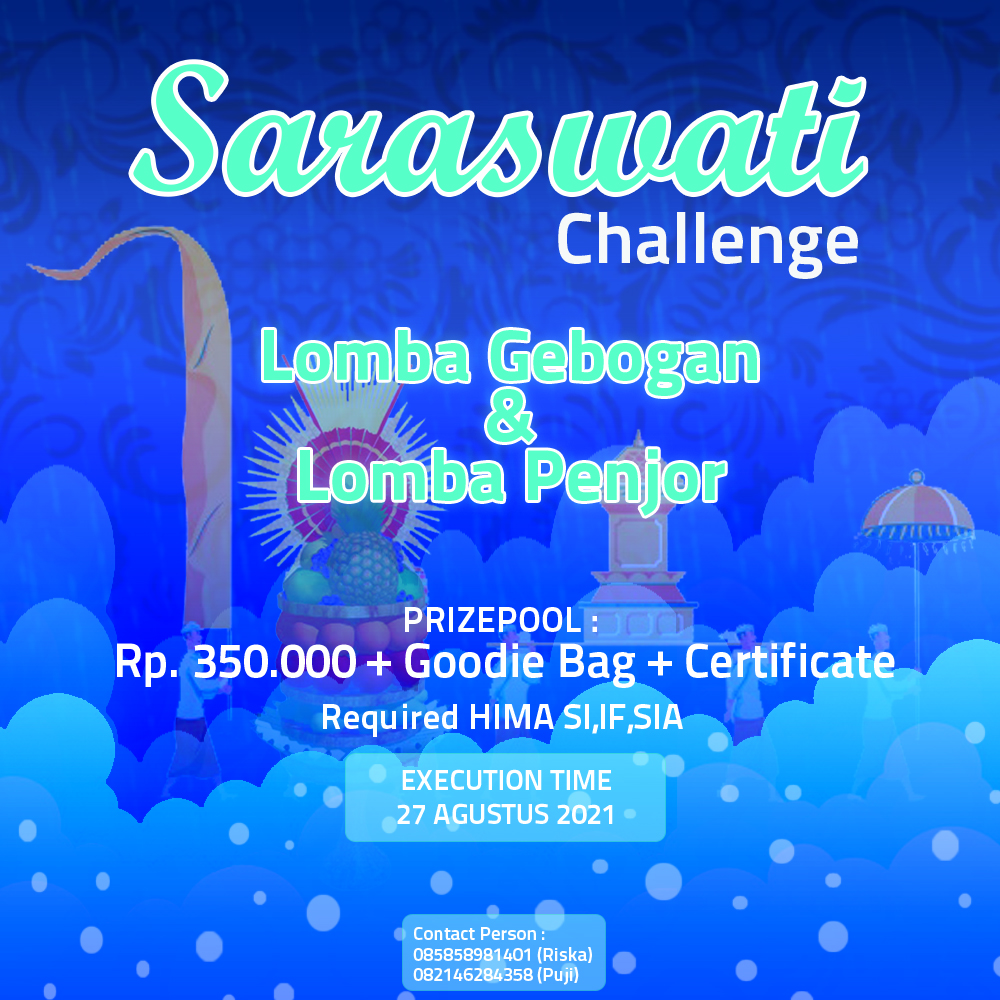 Saraswati
Challenge
Lomba Gebogan
&
Lomba Penjor
PRIZEPOOL :
Rp. 350.000 + Goodie Bag + Certificate
Required HIMA SI,IF,SIA
EXECUTION TIME
27 AGUSTUS 2021
Contact Person :
085858981401 (Riska)
082146284358 (Puji)